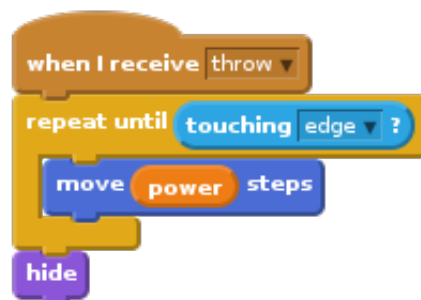 when I receive throw
repeat until touching edge ?
move power steps
hide